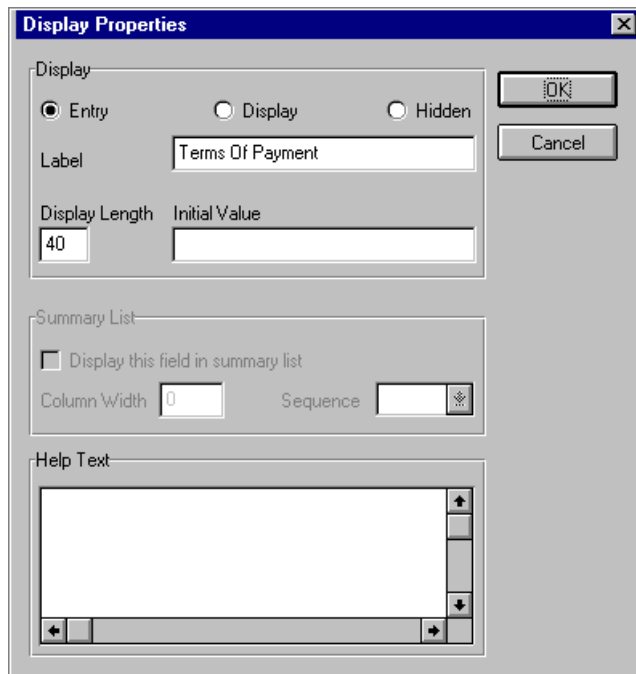 Display Properties
Display
OK
Entry Display Hidden
Cancel
Label Terms Of Payment
Display Length Initial Value
40
Summary List
Display this field in summary list
Column Width 0 Sequence
Help Text